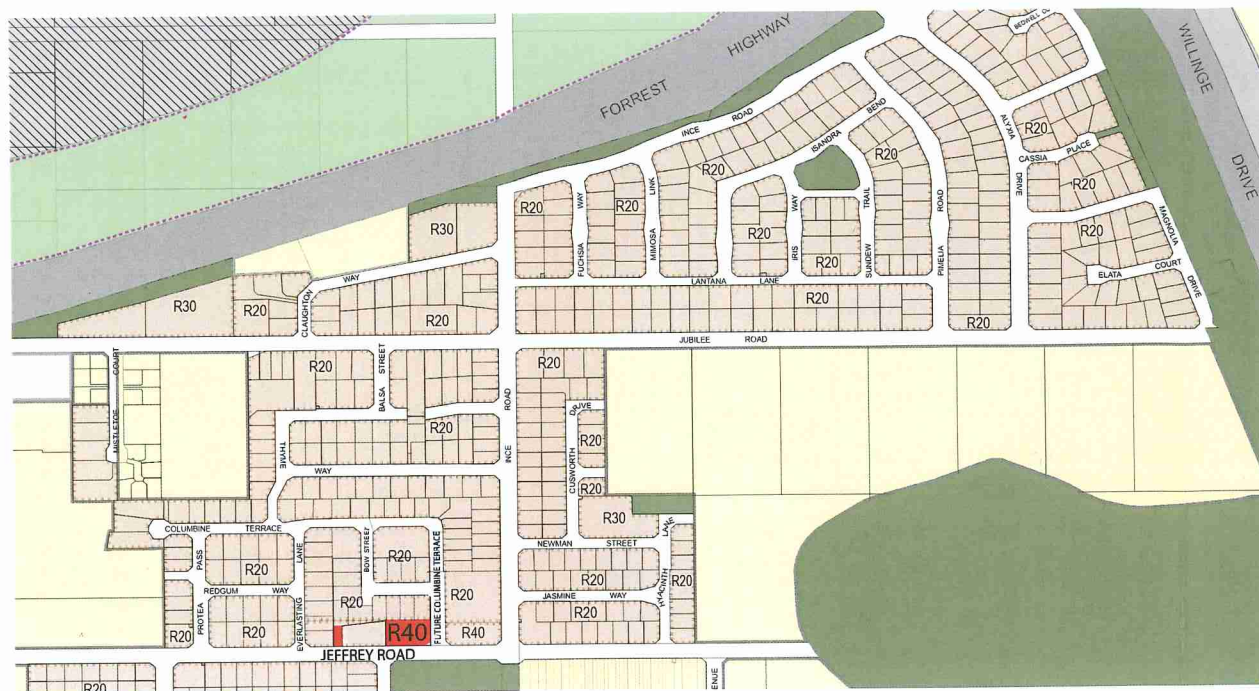 BEDWELL
WILLINGE DRIVE
FORREST HIGHWAY
INCE ROAD
ISANDRA BEND
ALYXIA DRIVE
R20
CASSIA PLACE
R20
R20
R20
MAGNOLIA DRIVE
R20
ELATA COURT
R20
FUCHSIA WAY
R20
MIMOSA LINK
R20
IRIS WAY
R20
SUNDEW TRAIL
PIMELIA ROAD
R30
CLAUGHTON WAY
LANTANA LANE
R30
R20
R20
R20
R20
JUBILEE ROAD
MISTLETOE COURT
R20
BALSA STREET
R20
INCE ROAD
R20
CUSWORTH DRIVE
R20
R20
R30
THYME WAY
COLUMBINE TERRACE
PROTEA PASS
R20
EVERLASTING LANE
BOW STREET
R20
FUTURE COLUMBINE TERRACE
R20
NEWMAN STREET
R20
HYACINTH LANE
R20
REDGUM WAY
R20
JASMINE WAY
R20
R20
R20
R40
R40
JEFFREY ROAD
R20
ENUE